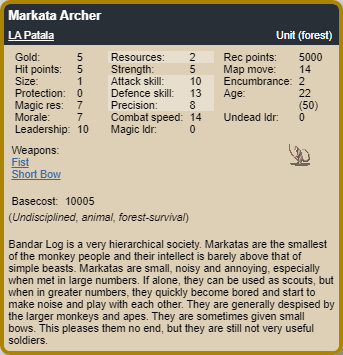 Markata Archer
LA Patala Unit (forest)
Gold: 5 Resources: 2 Rec points: 5000
Hit points: 5 Strength: 5 Map move: 14
Size: 1 Attack skill: 10 Encumbrance: 2
Protection: 0 Defence skill: 13 Age: 22
Magic res: 7 Precision: 8 (50)
Morale: 7 Combat speed: 14 Undead ldr: 0
Leadership: 10 Magic ldr: 0
Weapons:
Fist
Short Bow
Basecost: 10005
(Undisciplined, animal, forest-survival)
Bandar Log is a very hierarchical society. Markatas are the smallest
of the monkey people and their intellect is barely above that of
simple beasts. Markatas are small, noisy and annoying, especially
when met in large numbers. If alone, they can be used as scouts, but
when in greater numbers, they quickly become bored and start to
make noise and play with each other. They are generally despised by
the larger monkeys and apes. They are sometimes given small
bows. This pleases them no end, but they are still not very useful
soldiers.